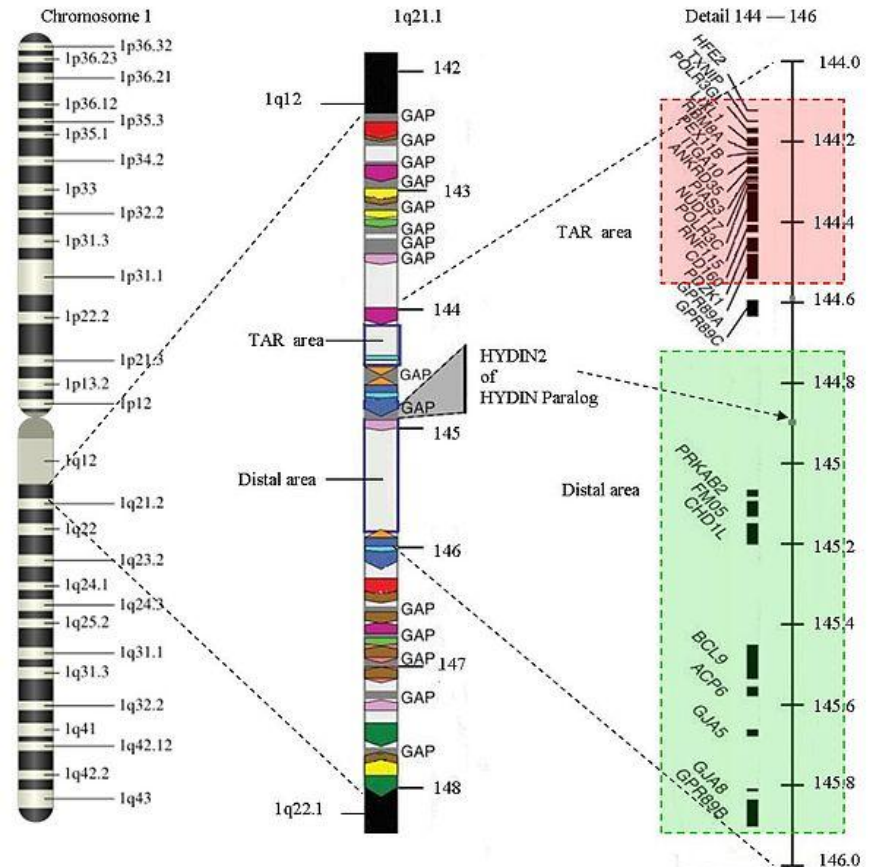 Chromosome 1
1p36.32
1p36.23
1p36.21
1p36.12
1p35.3
1p35.1
1p34.2
1p33
1p32.2
1p31.3
1p31.1
1p22.2
1p21.3
1p13.2
1p12
1q12
1q21.2
1q22
1q23.2
1q24.1
1q24.3
1q25.2
1q31.1
1q31.3
1q32.2
1q41
1q42.12
1q42.2
1q43
1q21.1
142
1q12
GAP
GAP
GAP
GAP
143
GAP
GAP
GAP
GAP
144
TAR area
GAP
HYDIN2
of
HYDIN Paralog
GAP
145
Distal area
146
GAP
GAP
147
GAP
GAP
148
1q22.1
Detail 144 — 146
HFE2
TXNIP
POLR3GL
LIXL1
RBM8A
PEX11B
ITGA10
ANKRD35
PIAS3
NUDT17
POLR3C
RNF115
CD160
PDZK1
GPR89A
GPR89C
TAR area
144.0
144.2
144.4
144.6
144.8
145
145.2
145.4
145.6
145.8
146.0
Distal area
PRKAB2
FM05
CHD1L
BCL9
ACP6
GJA5
GJA8
GPR89B